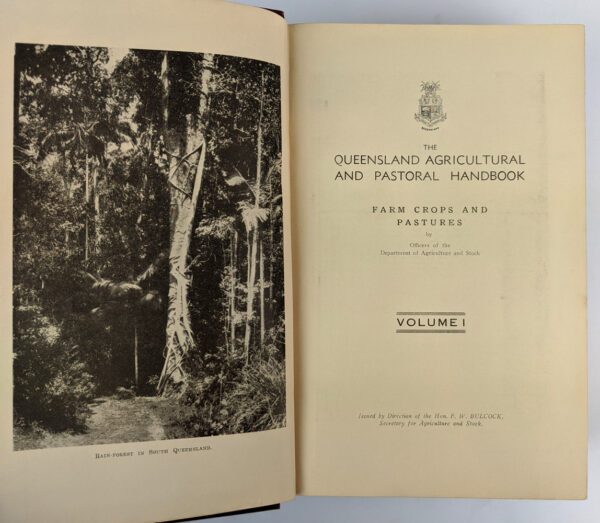 RAIN-FOREST IN SOUTH QUEENSLAND.
THE
QUEENSLAND AGRICULTURAL
AND PASTORAL HANDBOOK
FARM CROPS AND
PASTURES
by
Officers of the
Department of Agriculture and Stock
VOLUME I
Issued by Direction of the Hon. F. W. BULCOCK,
Secretary for Agriculture and Stock.